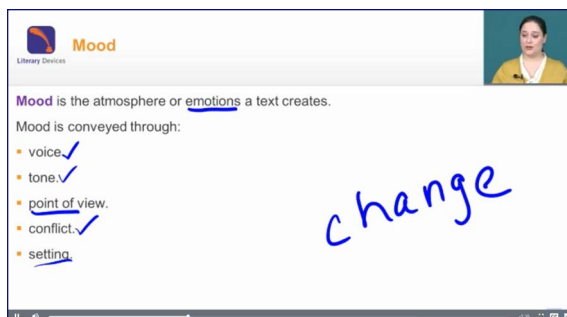 Mood
Literary Devices
Mood is the atmosphere or emotions a text creates.
Mood is conveyed through:
voice.
tone.
point of view.
conflict.
setting.
change